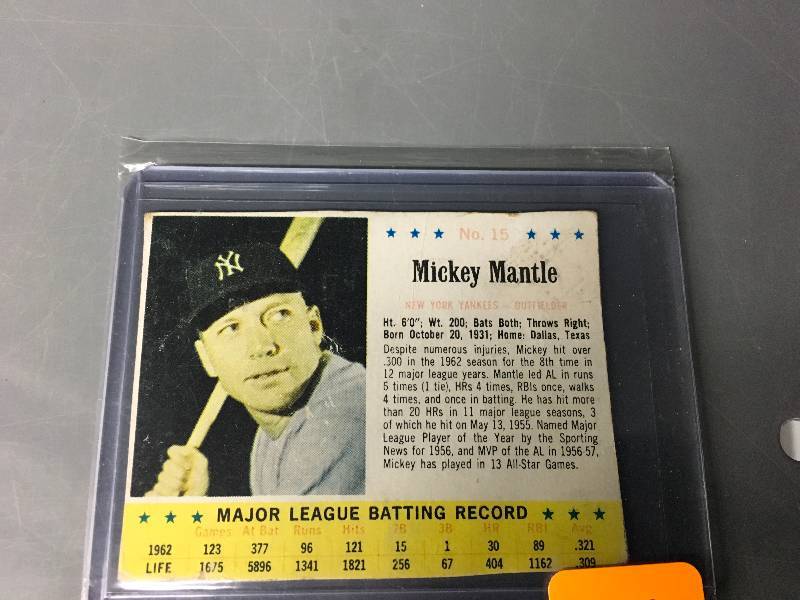 ★ ★ ★ No. 15 ★ ★ ★
Mickey Mantle
NEW YORK YANKEES — OUTFIELDER
Ht. 6'0"; Wt. 200; Bats Both; Throws Right;
Born October 20, 1931; Home: Dallas, Texas
Despite numerous injuries, Mickey hit over
.300 in the 1962 season for the 8th time in
12 major league years. Mantle led AL in runs
5 times (1 tie), HRs 4 times, RBIs once, walks
4 times, and once in batting. He has hit more
than 20 HRs in 11 major league seasons, 3
of which he hit on May 13, 1955. Named Major
League Player of the Year by the Sporting
News for 1956, and MVP of the AL in 1956-57,
Mickey has played in 13 All-Star Games.
NY
★ ★ ★ MAJOR LEAGUE BATTING RECORD ★ ★ ★
Games At Bat Runs Hits 2B 3B HR RBI Avg.
1962 123 377 96 121 15 1 30 89 .321
LIFE 1675 5896 1341 1821 256 67 404 1162 .309